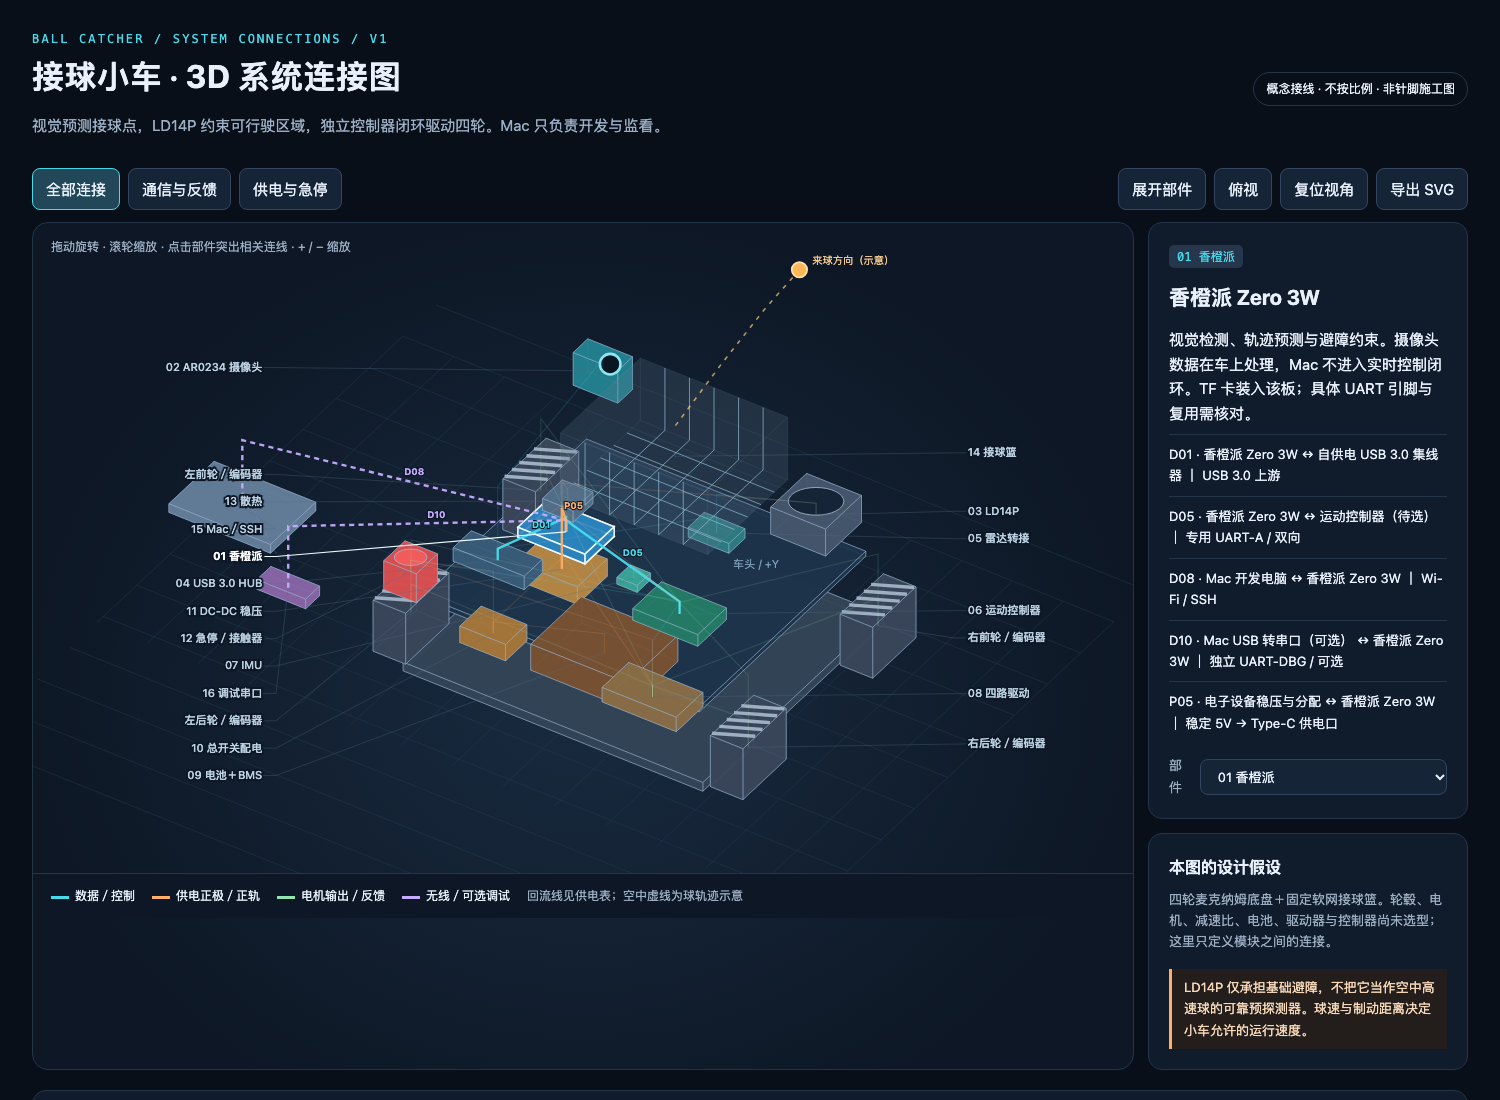 BALL CATCHER / SYSTEM CONNECTIONS / V1
接球小车 · 3D 系统连接图
概念接线 · 不按比例 · 非针脚施工图
视觉预测接球点，LD14P 约束可行驶区域，独立控制器闭环驱动四轮。Mac 只负责开发与监看。
全部连接
通信与反馈
供电与急停
展开部件
俯视
复位视角
导出 SVG
拖动旋转 · 滚轮缩放 · 点击部件突出相关连线 · + / − 缩放
来球方向（示意）
02 AR0234 摄像头
左前轮 / 编码器
13 散热
15 Mac / SSH
01 香橙派
04 USB 3.0 HUB
11 DC-DC 稳压
12 急停 / 接触器
07 IMU
16 调试串口
左后轮 / 编码器
10 总开关配电
09 电池＋BMS
D08
D10
P05
D01
D05
车头 / +Y
14 接球篮
03 LD14P
05 雷达转接
06 运动控制器
右前轮 / 编码器
08 四路驱动
右后轮 / 编码器
数据 / 控制
供电正极 / 正轨
电机输出 / 反馈
无线 / 可选调试
回流线见供电表；空中虚线为球轨迹示意
01 香橙派
香橙派 Zero 3W
视觉检测、轨迹预测与避障约束。摄像头
数据在车上处理，Mac 不进入实时控制闭
环。TF 卡装入该板；具体 UART 引脚与
复用需核对。
D01 · 香橙派 Zero 3W ↔ 自供电 USB 3.0 集线
器 ｜ USB 3.0 上游
D05 · 香橙派 Zero 3W ↔ 运动控制器（待选）
｜ 专用 UART-A / 双向
D08 · Mac 开发电脑 ↔ 香橙派 Zero 3W ｜ Wi-
Fi / SSH
D10 · Mac USB 转串口（可选） ↔ 香橙派 Zero
3W ｜ 独立 UART-DBG / 可选
P05 · 电子设备稳压与分配 ↔ 香橙派 Zero 3W
｜ 稳定 5V → Type-C 供电口
部
件
01 香橙派
本图的设计假设
四轮麦克纳姆底盘＋固定软网接球篮。轮毂、电
机、减速比、电池、驱动器与控制器尚未选型；
这里只定义模块之间的连接。
LD14P 仅承担基础避障，不把它当作空中高
速球的可靠预探测器。球速与制动距离决定
小车允许的运行速度。